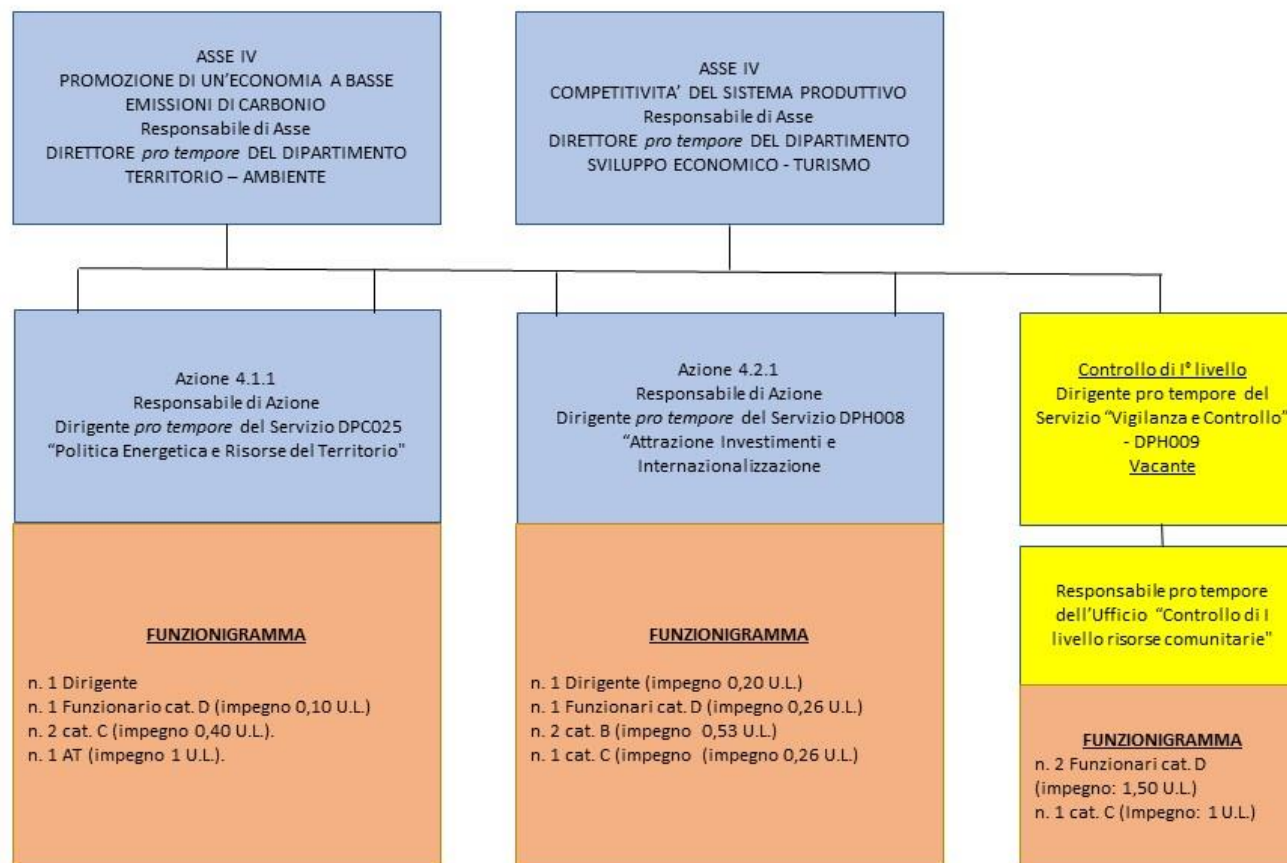 ASSE IV
PROMOZIONE DI UN’ECONOMIA A BASSE
EMISSIONI DI CARBONIO
Responsabile di Asse
DIRETTORE pro tempore DEL DIPARTIMENTO
TERRITORIO – AMBIENTE
ASSE IV
COMPETITIVITA’ DEL SISTEMA PRODUTTIVO
Responsabile di Asse
DIRETTORE pro tempore DEL DIPARTIMENTO
SVILUPPO ECONOMICO - TURISMO
Azione 4.1.1
Responsabile di Azione
Dirigente pro tempore del Servizio DPC025
“Politica Energetica e Risorse del Territorio"
Azione 4.2.1
Responsabile di Azione
Dirigente pro tempore del Servizio DPH008
“Attrazione Investimenti e
Internazionalizzazione
Controllo di I° livello
Dirigente pro tempore del
Servizio “Vigilanza e Controllo”
- DPH009
Vacante
Responsabile pro tempore
dell’Ufficio “Controllo di I
livello risorse comunitarie"
FUNZIONIGRAMMA
n. 1 Dirigente
n. 1 Funzionario cat. D (impegno 0,10 U.L.)
n. 2 cat. C (impegno 0,40 U.L.).
n. 1 AT (impegno 1 U.L.).
FUNZIONIGRAMMA
n. 1 Dirigente (impegno 0,20 U.L.)
n. 1 Funzionari cat. D (impegno 0,26 U.L.)
n. 2 cat. B (impegno 0,53 U.L.)
n. 1 cat. C (impegno (impegno 0,26 U.L.)
FUNZIONIGRAMMA
n. 2 Funzionari cat. D
(impegno: 1,50 U.L.)
n. 1 cat. C (Impegno: 1 U.L.)